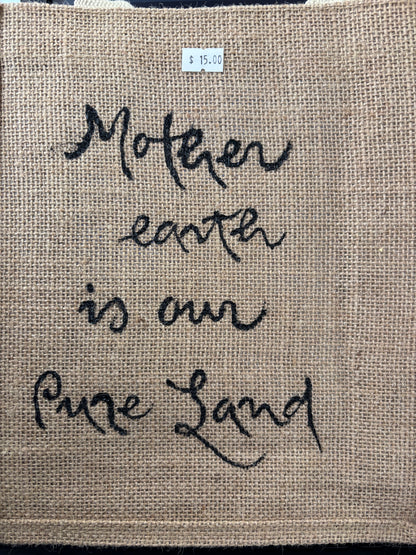 $ 15.00
Mother
earth
is our
Pure Land